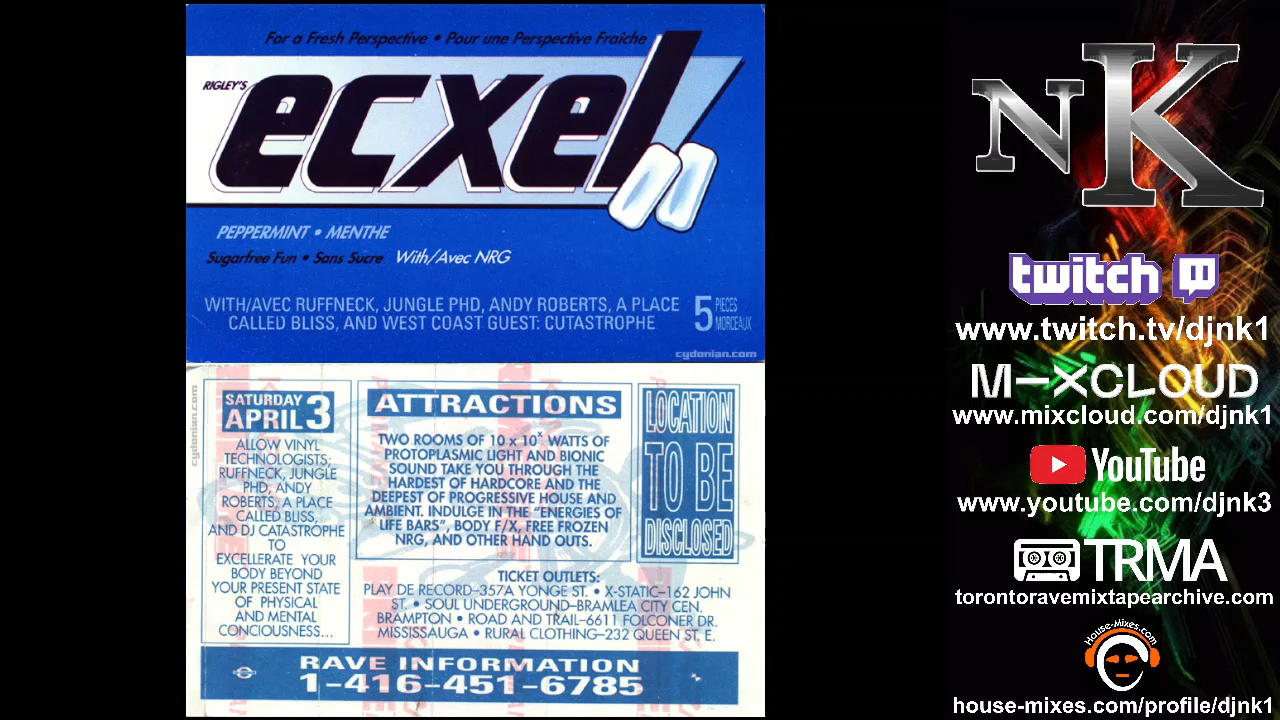 For a Fresh Perspective • Pour une Perspective Fraîche
RIGLEY'S
ecxel
PEPPERMINT • MENTHE
Sugarfree Fun • Sans Sucre With/Avec NRG
WITH/AVEC RUFFNECK, JUNGLE PHD, ANDY ROBERTS, A PLACE
CALLED BLISS, AND WEST COAST GUEST: CUTASTROPHE
5 PIECES
MORCEAUX
cydonian.com
cydonian.com
SATURDAY
APRIL 3
ALLOW VINYL
TECHNOLOGISTS;
RUFFNECK, JUNGLE
PHD, ANDY
ROBERTS, A PLACE
CALLED BLISS,
AND DJ CATASTROPHE
TO
EXCELLERATE YOUR
BODY BEYOND
YOUR PRESENT STATE
OF PHYSICAL
AND MENTAL
CONCIOUSNESS...
ATTRACTIONS
TWO ROOMS OF 10 x 10ˣ WATTS OF
PROTOPLASMIC LIGHT AND BIONIC
SOUND TAKE YOU THROUGH THE
HARDEST OF HARDCORE AND THE
DEEPEST OF PROGRESSIVE HOUSE AND
AMBIENT. INDULGE IN THE "ENERGIES OF
LIFE BARS", BODY F/X, FREE FROZEN
NRG, AND OTHER HAND OUTS.
LOCATION
TO BE
DISCLOSED
TICKET OUTLETS:
PLAY DE RECORD–357A YONGE ST. • X-STATIC–162 JOHN
ST. • SOUL UNDERGROUND–BRAMLEA CITY CEN.
BRAMPTON • ROAD AND TRAIL–6611 FOLCONER DR.
MISSISSAUGA • RURAL CLOTHING–232 QUEEN ST. E.
RAVE INFORMATION
1-416-451-6785
NK
twitch
www.twitch.tv/djnk1
MIXCLOUD
www.mixcloud.com/djnk1
YouTube
www.youtube.com/djnk3
TRMA
torontoravemixtapearchive.com
House-Mixes.com
house-mixes.com/profile/djnk1